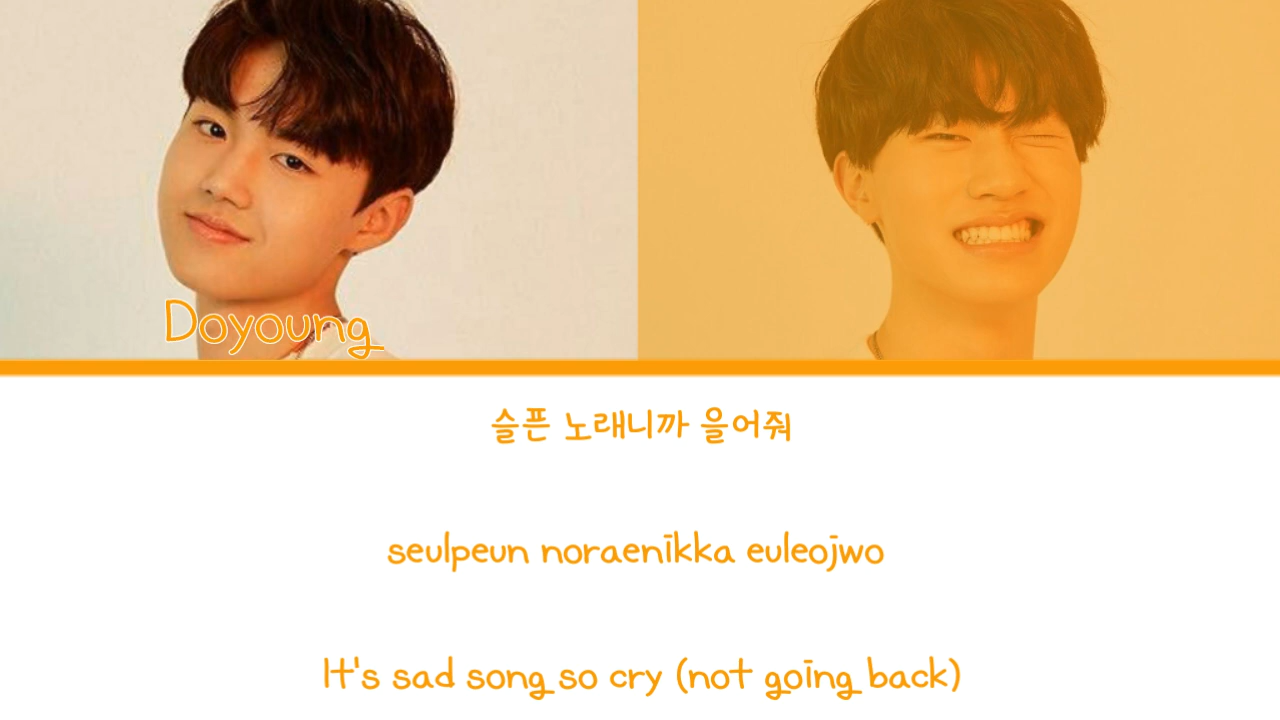 Doyoung
슬픈 노래니까 을어줘
seulpeun noraenikka euleojwo
It's sad song so cry (not going back)